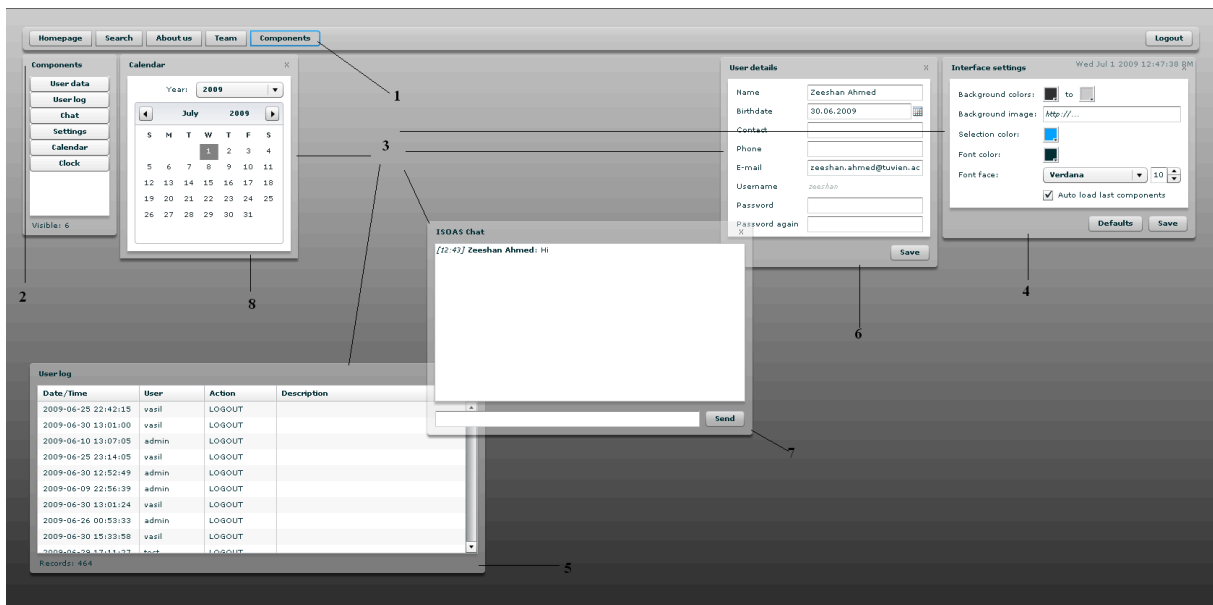 Homepage Search About us Team Components Logout
Components
User data
User log
Chat
Settings
Calendar
Clock
Visible: 6
Calendar x
Year: 2009
July 2009
S M T W T F S
1 2 3 4
5 6 7 8 9 10 11
12 13 14 15 16 17 18
19 20 21 22 23 24 25
26 27 28 29 30 31
User details x
Name Zeeshan Ahmed
Birthdate 30.06.2009
Contact
Phone
E-mail zeeshan.ahmed@tuwien.ac
Username zeeshan
Password
Password again
Save
Interface settings Wed Jul 1 2009 12:47:38 PM
x
Background colors: to
Background image: http://...
Selection color:
Font color:
Font face: Verdana 10
Auto load last components
Defaults Save
1
3
2
8
4
6
ISOAS Chat x
[12:43] Zeeshan Ahmed: Hi
Send
7
User log
Date/Time User Action Description
2009-06-25 22:42:15 vasil LOGOUT
2009-06-30 13:01:00 vasil LOGOUT
2009-06-10 13:07:05 admin LOGOUT
2009-06-25 23:14:05 vasil LOGOUT
2009-06-30 12:52:49 admin LOGOUT
2009-06-09 22:56:39 admin LOGOUT
2009-06-30 13:01:24 vasil LOGOUT
2009-06-26 00:53:33 admin LOGOUT
2009-06-30 15:33:58 vasil LOGOUT
2009-06-29 17:11:27 test LOGOUT
Records: 464
5